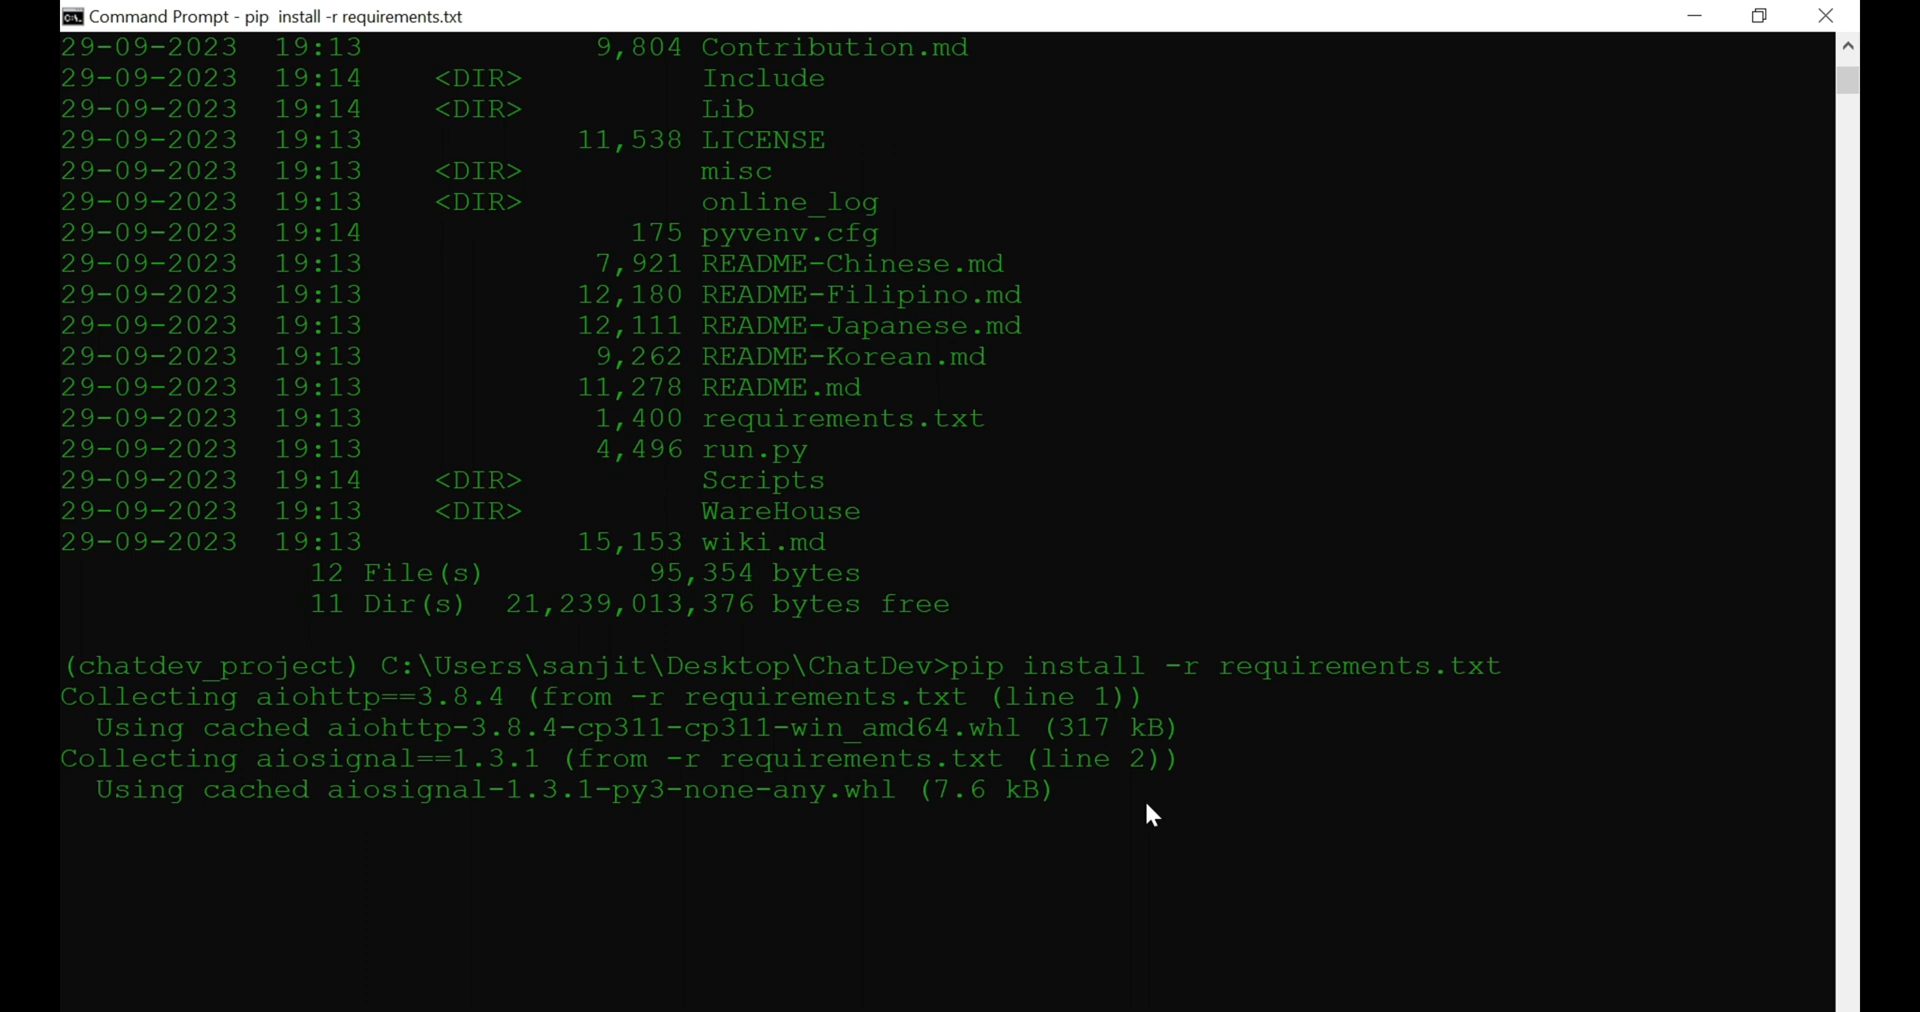 Command Prompt - pip  install -r requirements.txt
29-09-2023  19:13             9,804 Contribution.md
29-09-2023  19:14    <DIR>          Include
29-09-2023  19:14    <DIR>          Lib
29-09-2023  19:13            11,538 LICENSE
29-09-2023  19:13    <DIR>          misc
29-09-2023  19:13    <DIR>          online_log
29-09-2023  19:14               175 pyvenv.cfg
29-09-2023  19:13             7,921 README-Chinese.md
29-09-2023  19:13            12,180 README-Filipino.md
29-09-2023  19:13            12,111 README-Japanese.md
29-09-2023  19:13             9,262 README-Korean.md
29-09-2023  19:13            11,278 README.md
29-09-2023  19:13             1,400 requirements.txt
29-09-2023  19:13             4,496 run.py
29-09-2023  19:14    <DIR>          Scripts
29-09-2023  19:13    <DIR>          WareHouse
29-09-2023  19:13            15,153 wiki.md
              12 File(s)         95,354 bytes
              11 Dir(s)  21,239,013,376 bytes free
(chatdev_project) C:\Users\sanjit\Desktop\ChatDev>pip install -r requirements.txt
Collecting aiohttp==3.8.4 (from -r requirements.txt (line 1))
  Using cached aiohttp-3.8.4-cp311-cp311-win_amd64.whl (317 kB)
Collecting aiosignal==1.3.1 (from -r requirements.txt (line 2))
  Using cached aiosignal-1.3.1-py3-none-any.whl (7.6 kB)